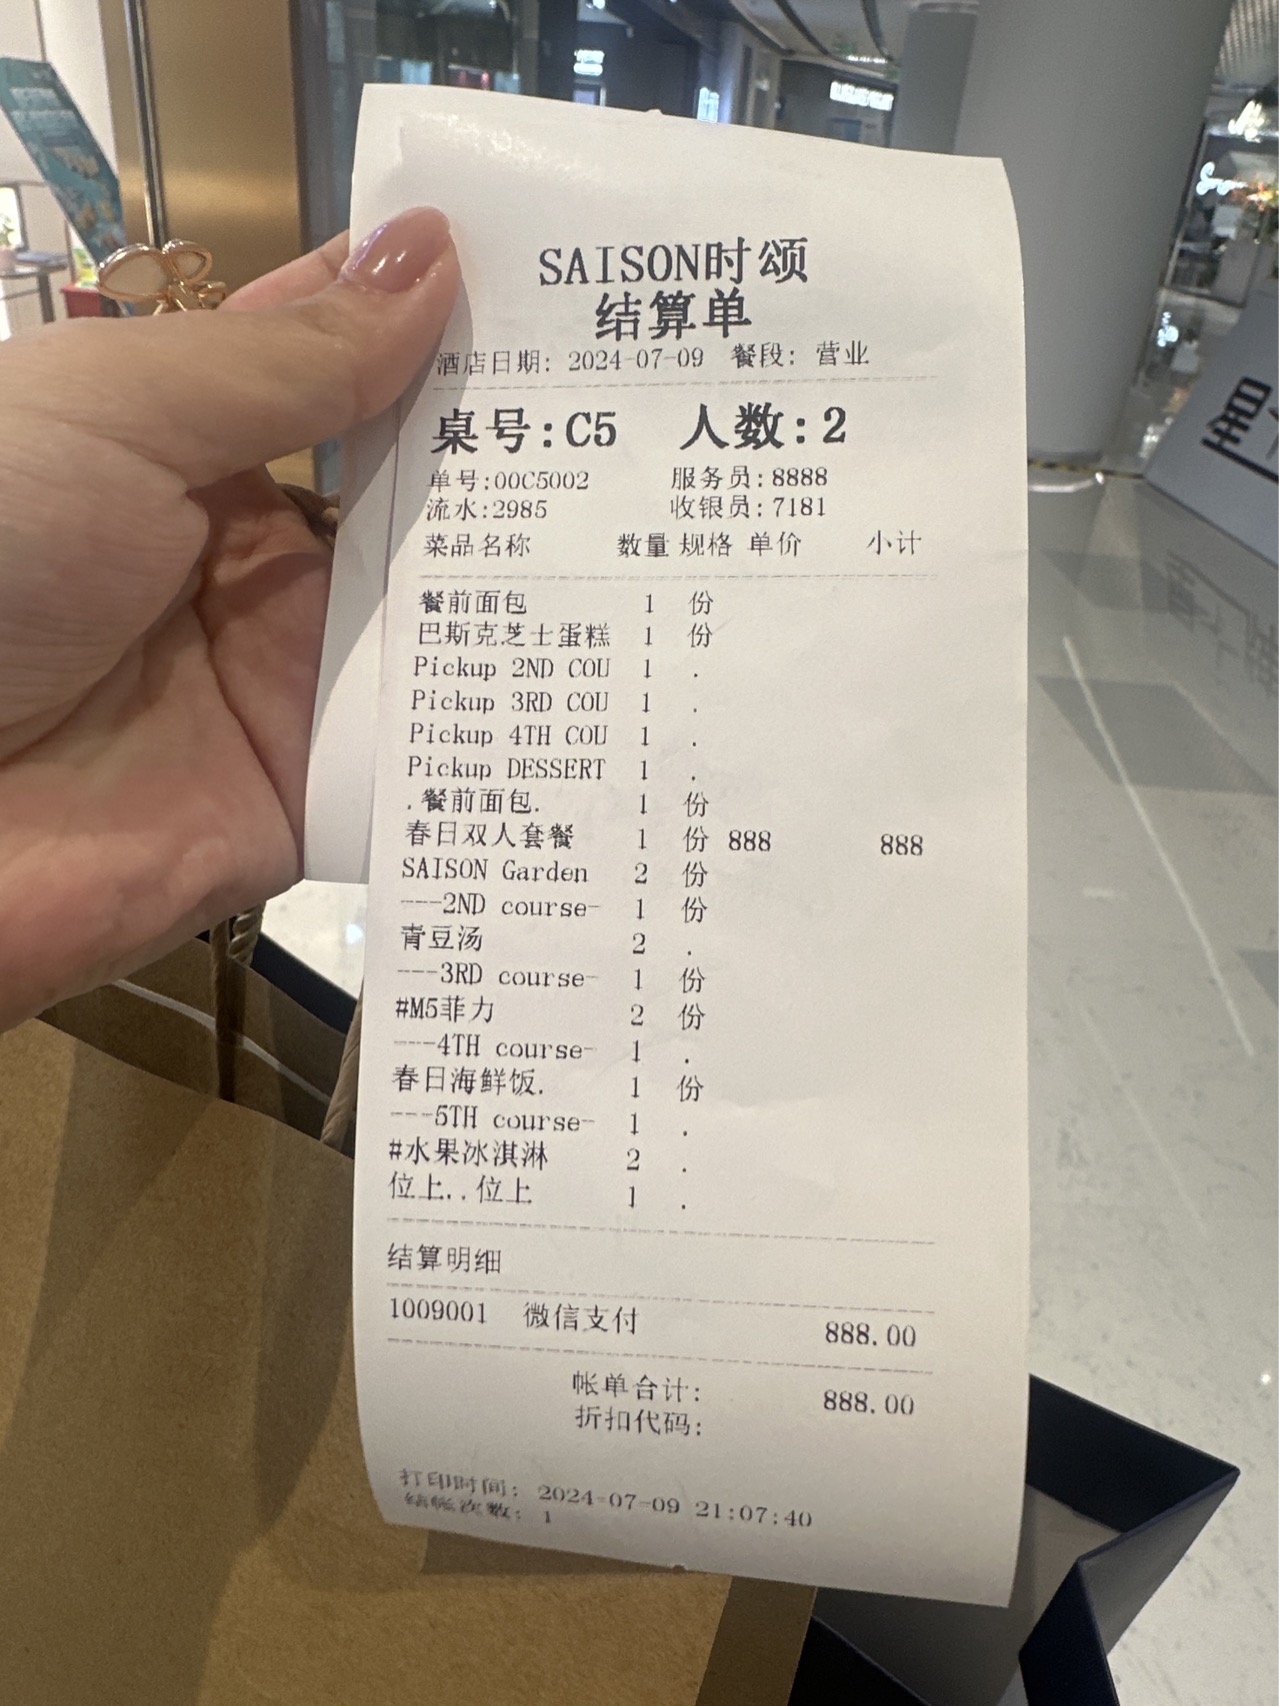 SAISON时颂
结算单
酒店日期: 2024-07-09 餐段: 营业
桌号:C5 人数:2
单号:00C5002 服务员:8888
流水:2985 收银员:7181
菜品名称 数量 规格 单价 小计
餐前面包 1 份
巴斯克芝士蛋糕 1 份
Pickup 2ND COU 1 .
Pickup 3RD COU 1 .
Pickup 4TH COU 1 .
Pickup DESSERT 1 .
.餐前面包. 1 份
春日双人套餐 1 份 888 888
SAISON Garden 2 份
---2ND course- 1 份
青豆汤 2 .
---3RD course- 1 份
#M5菲力 2 份
---4TH course- 1 .
春日海鲜饭. 1 份
---5TH course- 1 .
#水果冰淇淋 2 .
位上..位上 1 .
结算明细
1009001 微信支付 888.00
帐单合计: 888.00
折扣代码:
打印时间: 2024-07-09 21:07:40
结帐次数: 1
星